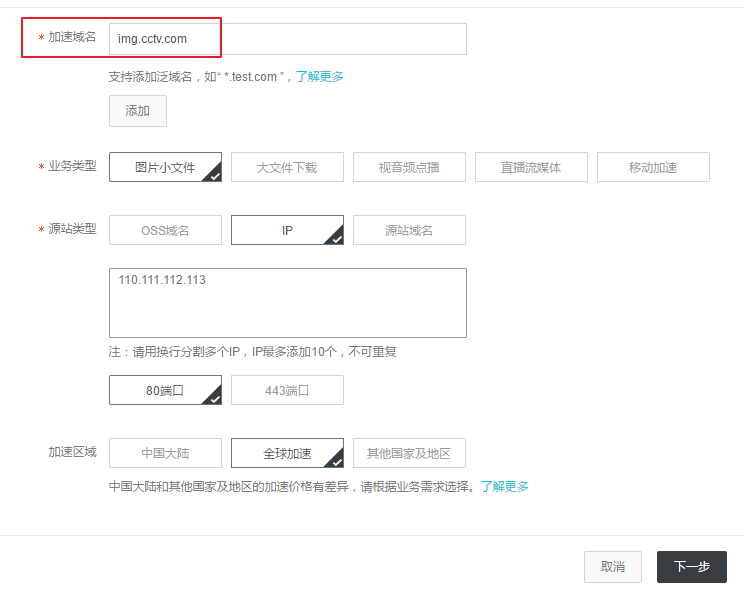 * 加速域名 img.cctv.com
支持添加泛域名，如“ *.test.com ”，了解更多
添加
* 业务类型 图片小文件 大文件下载 视音频点播 直播流媒体 移动加速
* 源站类型 OSS域名 IP 源站域名
110.111.112.113
注：请用换行分割多个IP，IP最多添加10个，不可重复
80端口 443端口
加速区域 中国大陆 全球加速 其他国家及地区
中国大陆和其他国家及地区的加速价格有差异，请根据业务需求选择。了解更多
取消 下一步